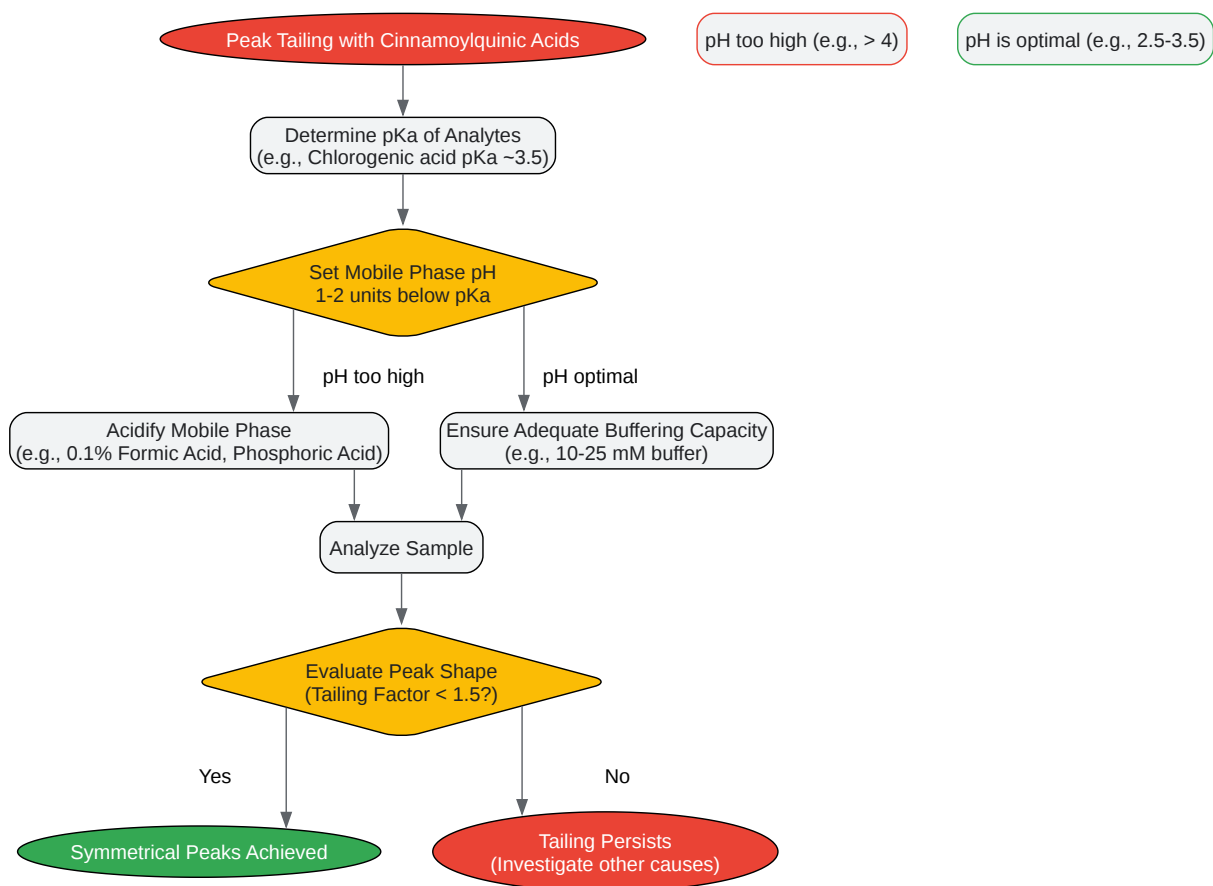 Peak Tailing with Cinnamoylquinic Acids
pH too high (e.g., > 4)
pH is optimal (e.g., 2.5-3.5)
Determine pKa of Analytes
(e.g., Chlorogenic acid pKa ~3.5)
Set Mobile Phase pH
1-2 units below pKa
pH too high
pH optimal
Acidify Mobile Phase
(e.g., 0.1% Formic Acid, Phosphoric Acid)
Ensure Adequate Buffering Capacity
(e.g., 10-25 mM buffer)
Analyze Sample
Evaluate Peak Shape
(Tailing Factor < 1.5?)
Yes
No
Symmetrical Peaks Achieved
Tailing Persists
(Investigate other causes)